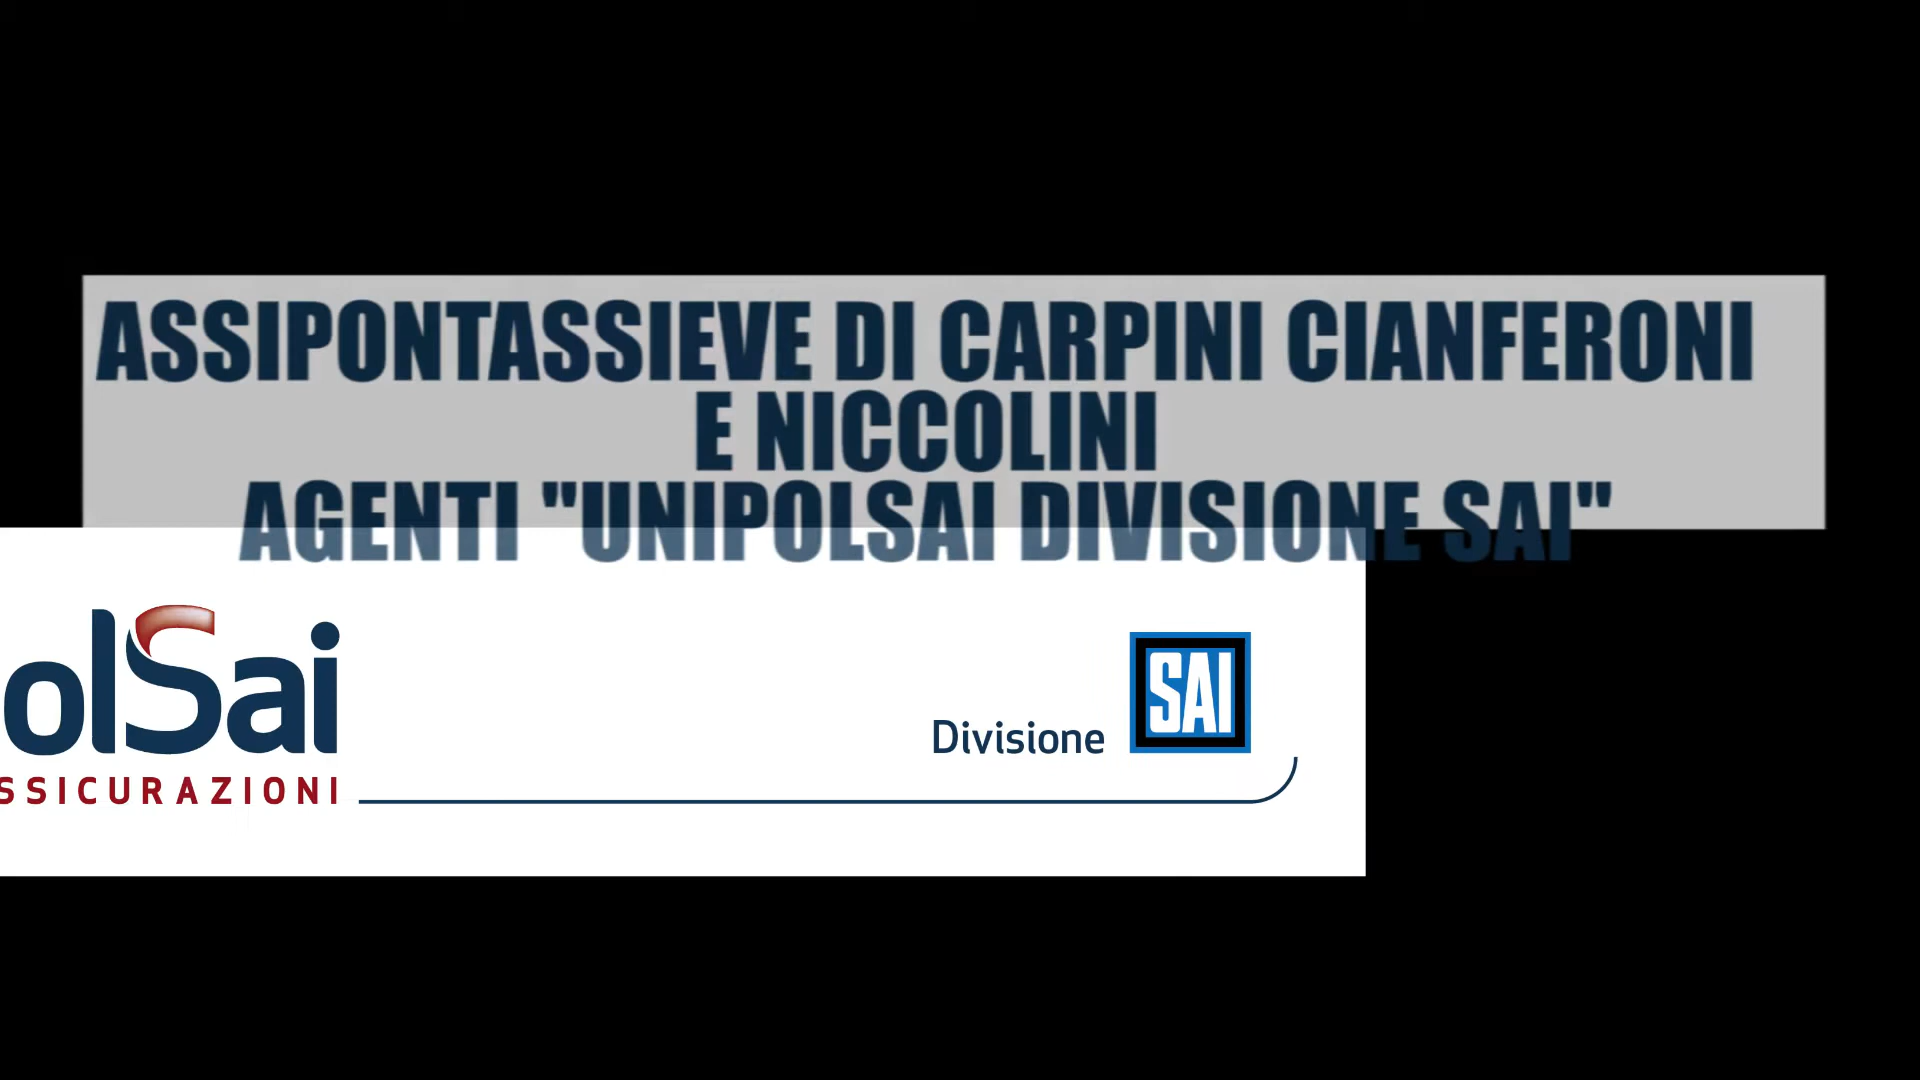 ASSIPONTASSIEVE DI CARPINI CIANFERONI
E NICCOLINI
AGENTI "UNIPOLSAI DIVISIONE SAI"
olSai
SSICURAZIONI
Divisione SAI